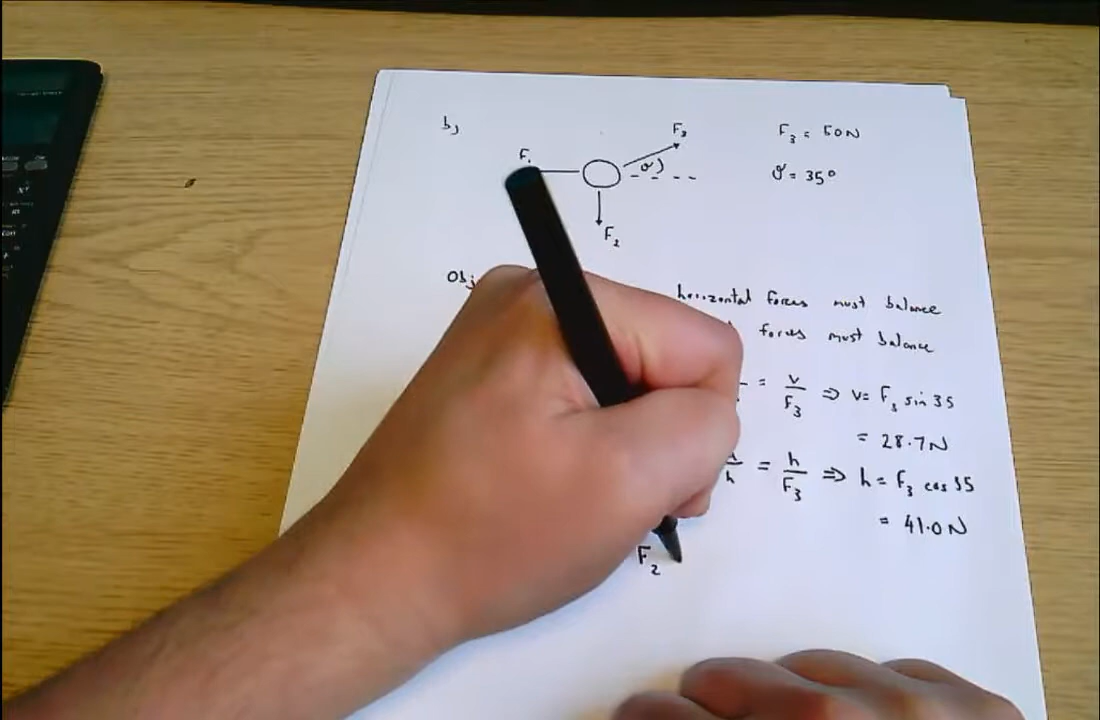 b)
F₃
F₃ = 50N
F₁
θ)
θ = 35°
F₂
Obj
horizontal forces must balance
forces must balance
= v/F₃ ⇒ v= F₃ sin 35
= 28.7N
h = h/F₃ ⇒ h = F₃ cos 35
= 41.0N
F₂